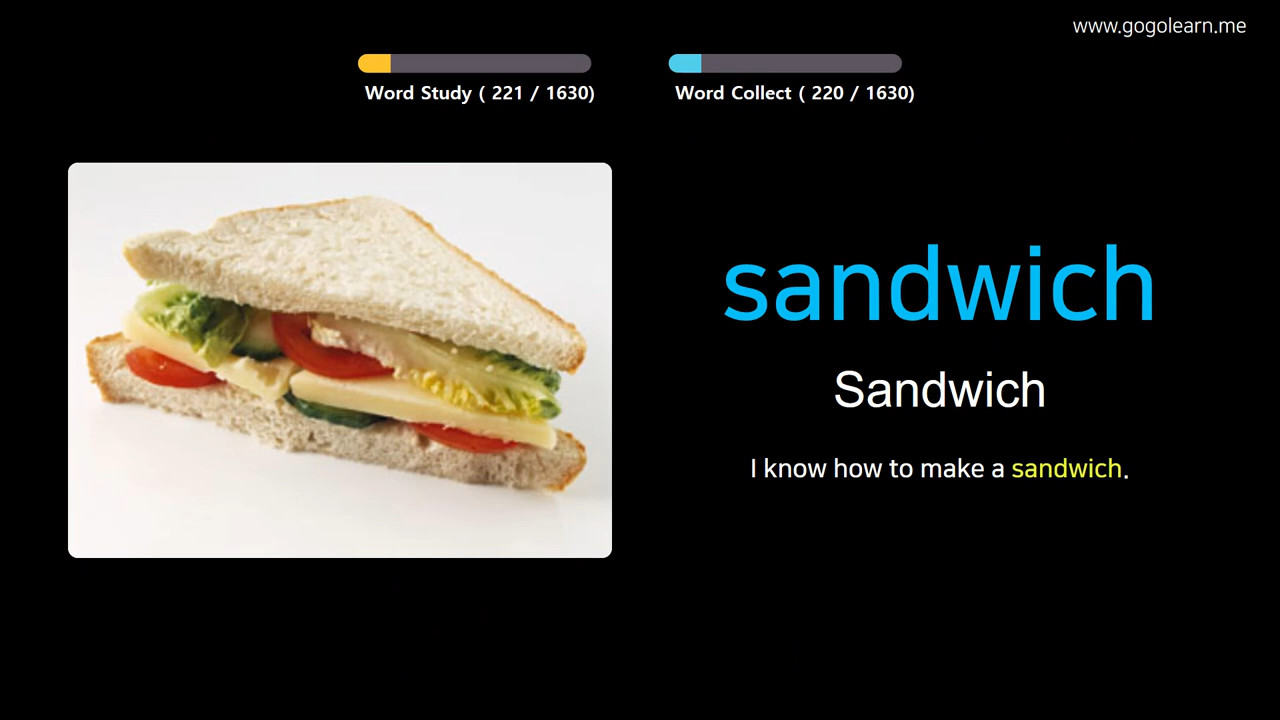 www.gogolearn.me
Word Study ( 221 / 1630)
Word Collect ( 220 / 1630)
sandwich
Sandwich
I know how to make a sandwich.